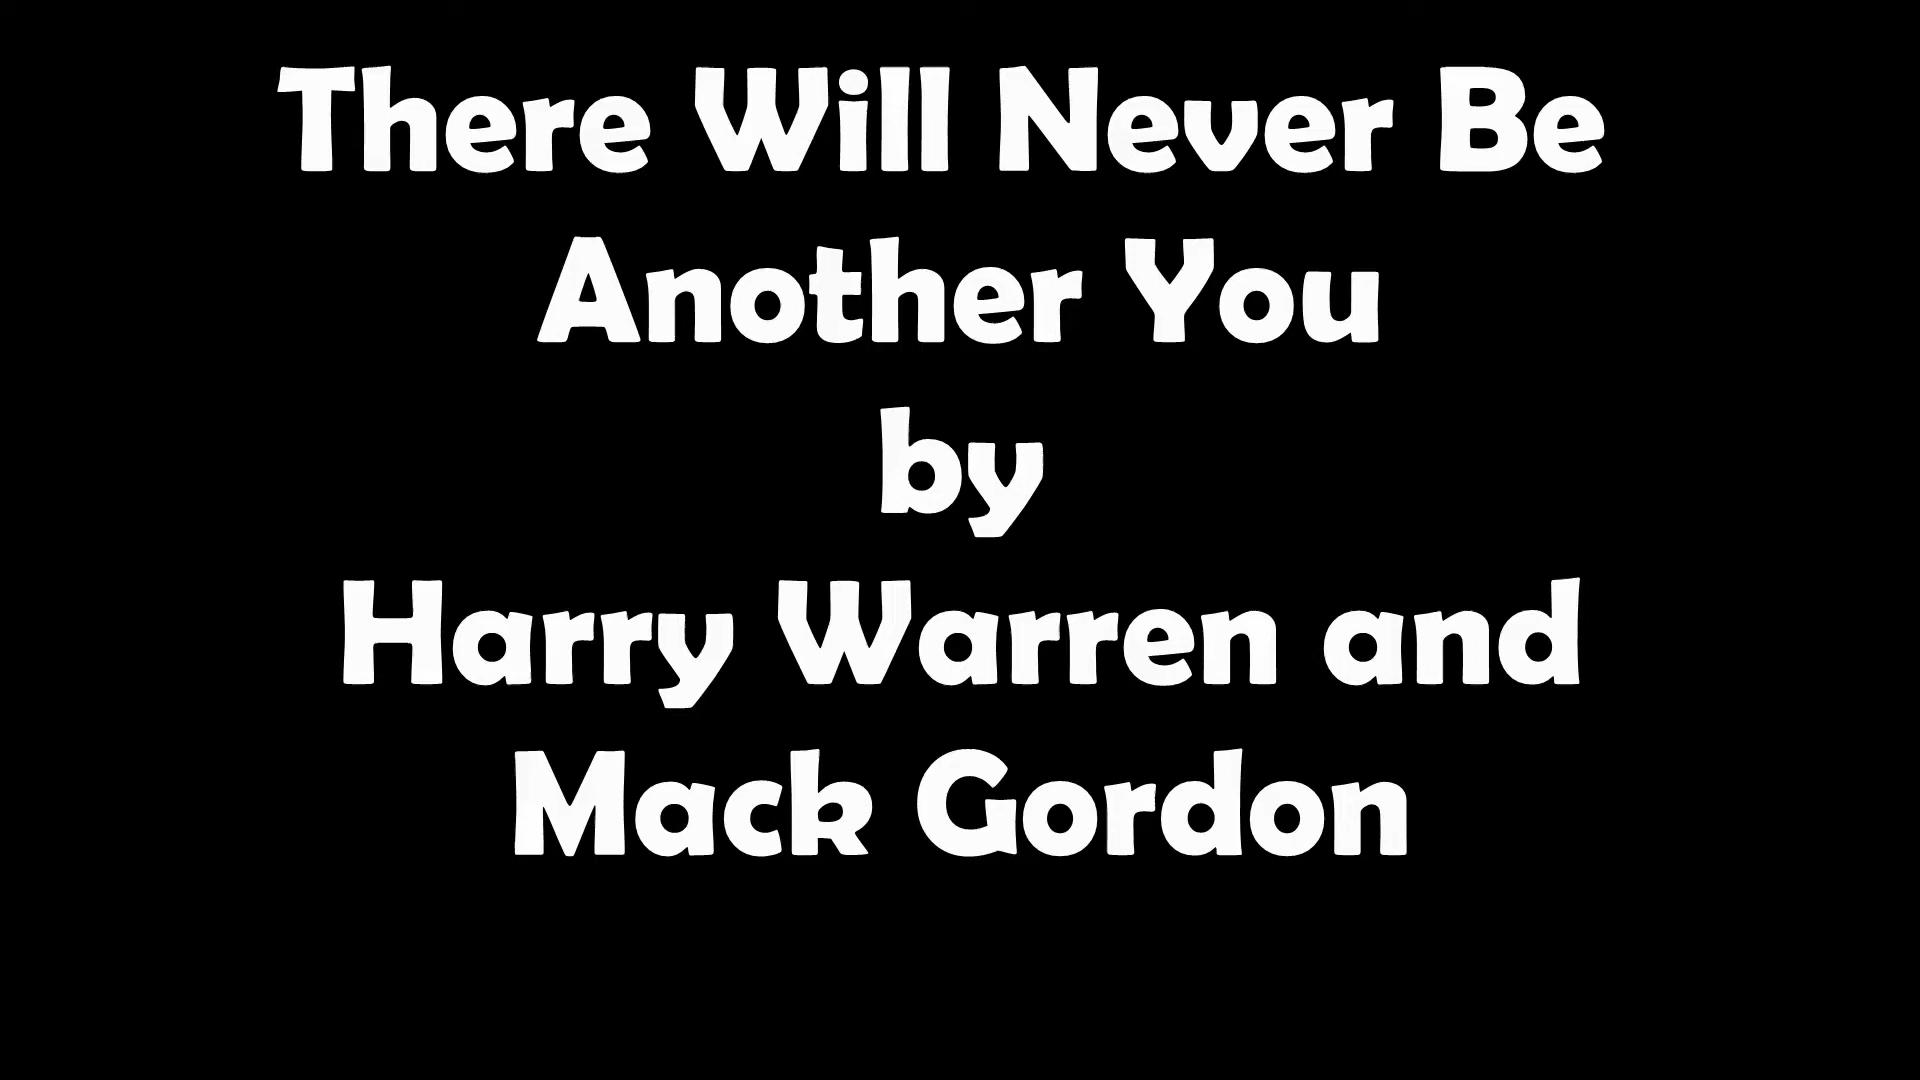 There Will Never Be
Another You
by
Harry Warren and
Mack Gordon